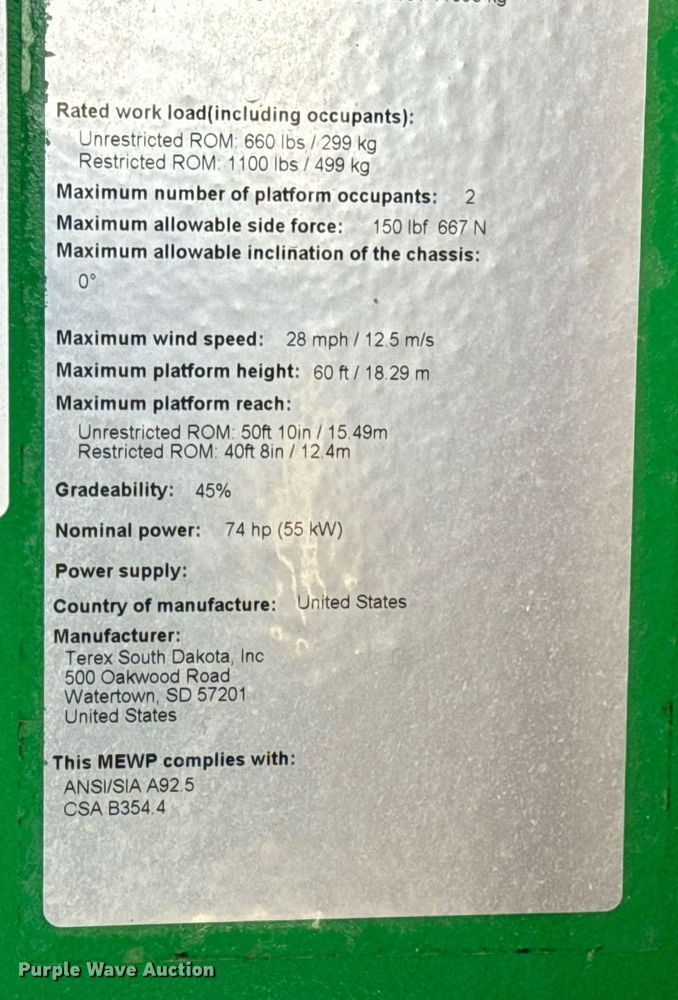 kg
Rated work load(including occupants):
Unrestricted ROM: 660 lbs / 299 kg
Restricted ROM: 1100 lbs / 499 kg
Maximum number of platform occupants: 2
Maximum allowable side force: 150 lbf 667 N
Maximum allowable inclination of the chassis:
0°
Maximum wind speed: 28 mph / 12.5 m/s
Maximum platform height: 60 ft / 18.29 m
Maximum platform reach:
Unrestricted ROM: 50ft 10in / 15.49m
Restricted ROM: 40ft 8in / 12.4m
Gradeability: 45%
Nominal power: 74 hp (55 kW)
Power supply:
Country of manufacture: United States
Manufacturer:
Terex South Dakota, Inc
500 Oakwood Road
Watertown, SD 57201
United States
This MEWP complies with:
ANSI/SIA A92.5
CSA B354.4
Purple Wave Auction